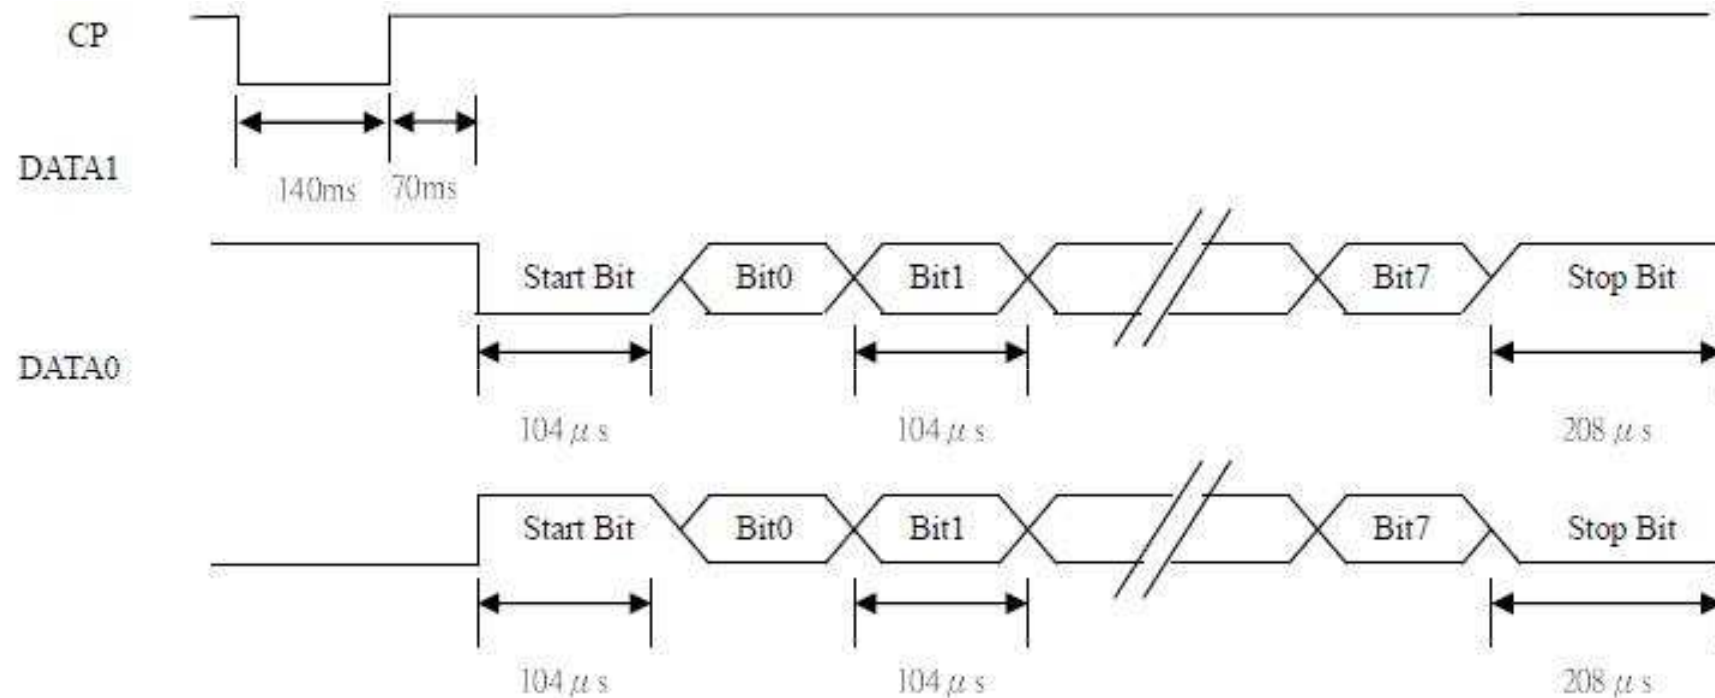 CP
DATA1
140ms 70ms
Start Bit Bit0 Bit1 Bit7 Stop Bit
DATA0
104 μ s 104 μ s 208 μ s
Start Bit Bit0 Bit1 Bit7 Stop Bit
104 μ s 104 μ s 208 μ s